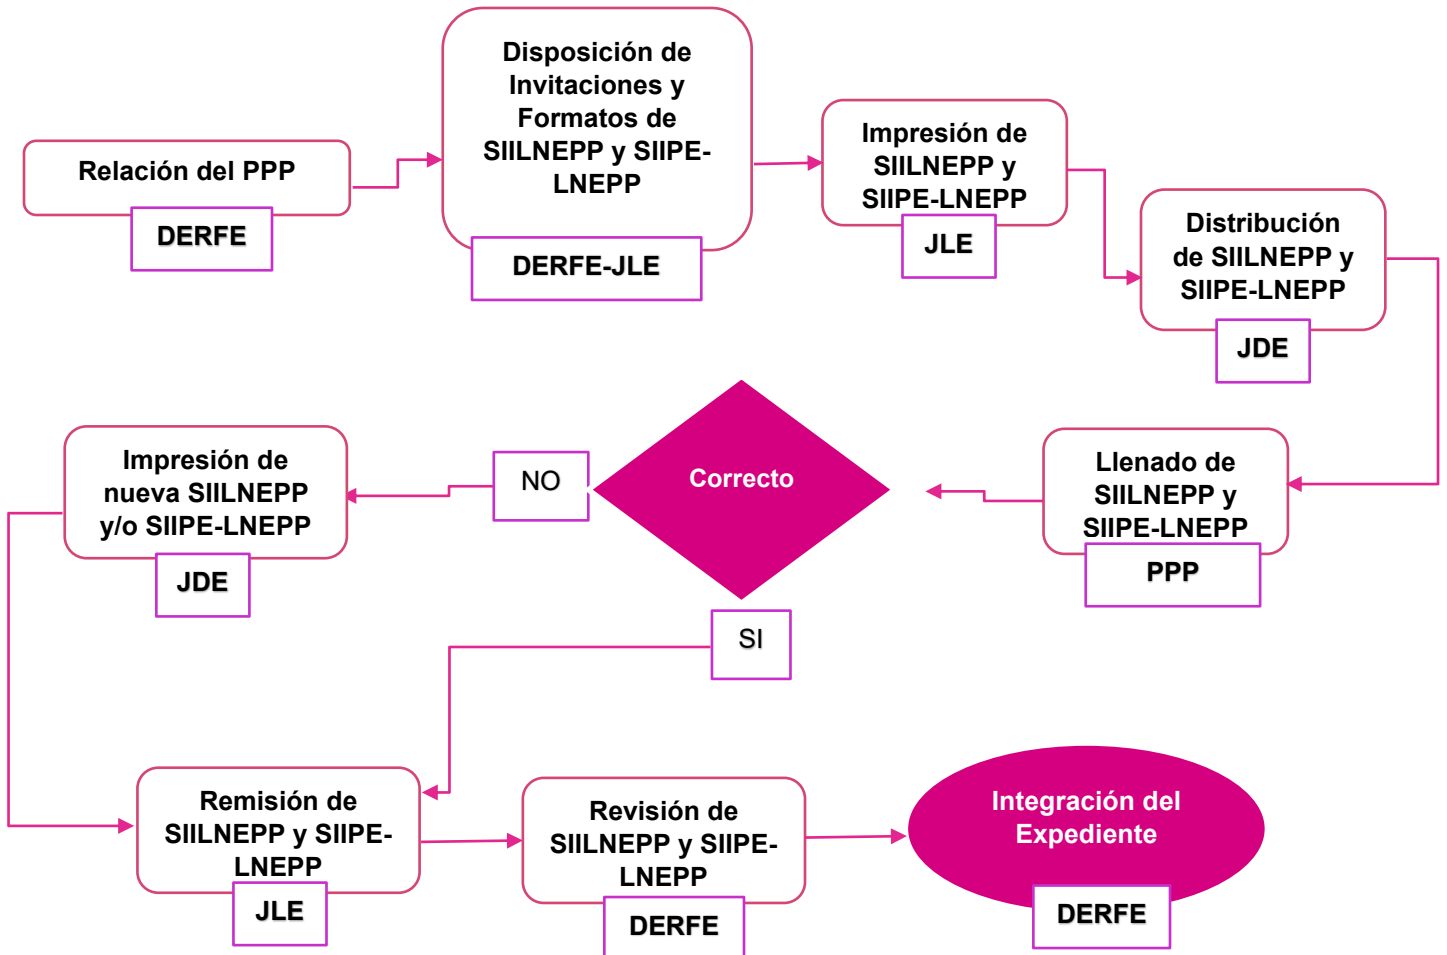 Relación del PPP
DERFE
Disposición de
Invitaciones y
Formatos de
SIILNEPP y SIIPE-
LNEPP
DERFE-JLE
Impresión de
SIILNEPP y
SIIPE-LNEPP
JLE
Distribución
de SIILNEPP y
SIIPE-LNEPP
JDE
Llenado de
SIILNEPP y
SIIPE-LNEPP
PPP
Correcto
NO
Impresión de
nueva SIILNEPP
y/o SIIPE-LNEPP
JDE
SI
Remisión de
SIILNEPP y SIIPE-
LNEPP
JLE
Revisión de
SIILNEPP y SIIPE-
LNEPP
DERFE
Integración del
Expediente
DERFE